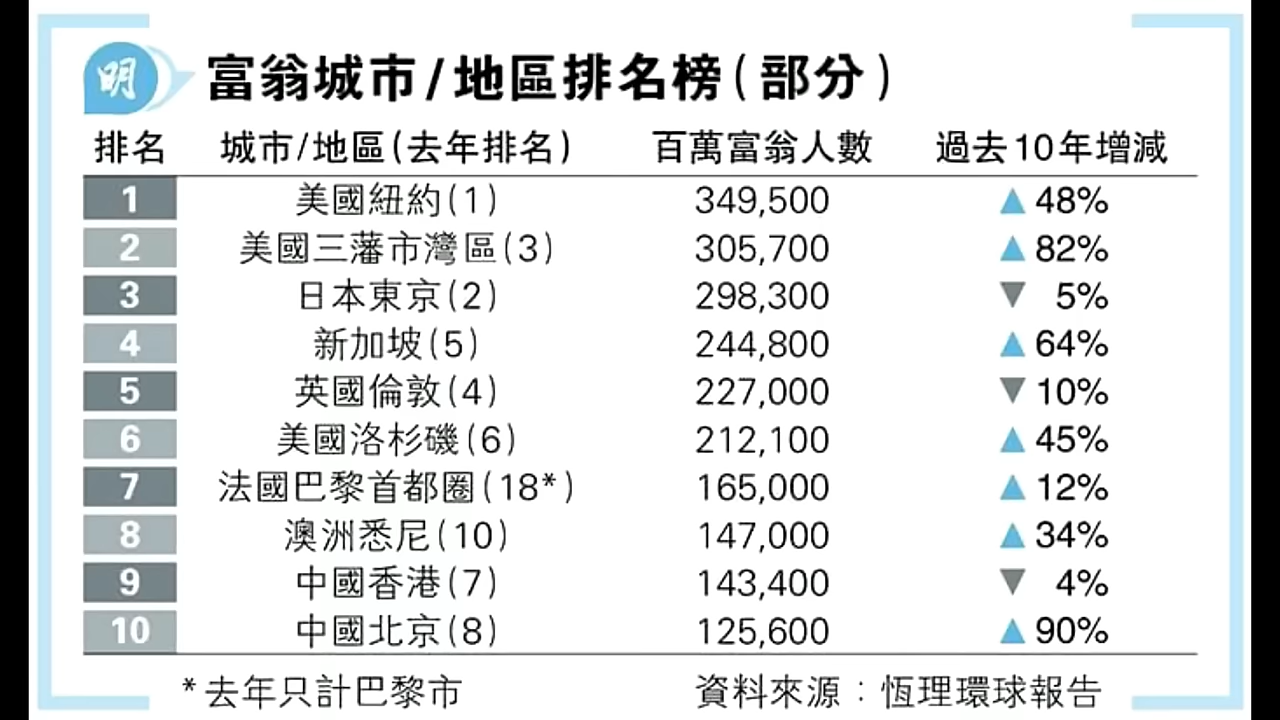 明 富翁城市/地區排名榜(部分)
排名 城市/地區(去年排名) 百萬富翁人數 過去10年增減
1 美國紐約(1) 349,500 ▲ 48%
2 美國三藩市灣區(3) 305,700 ▲ 82%
3 日本東京(2) 298,300 ▼ 5%
4 新加坡(5) 244,800 ▲ 64%
5 英國倫敦(4) 227,000 ▼ 10%
6 美國洛杉磯(6) 212,100 ▲ 45%
7 法國巴黎首都圈(18*) 165,000 ▲ 12%
8 澳洲悉尼(10) 147,000 ▲ 34%
9 中國香港(7) 143,400 ▼ 4%
10 中國北京(8) 125,600 ▲ 90%
*去年只計巴黎市 資料來源：恆理環球報告